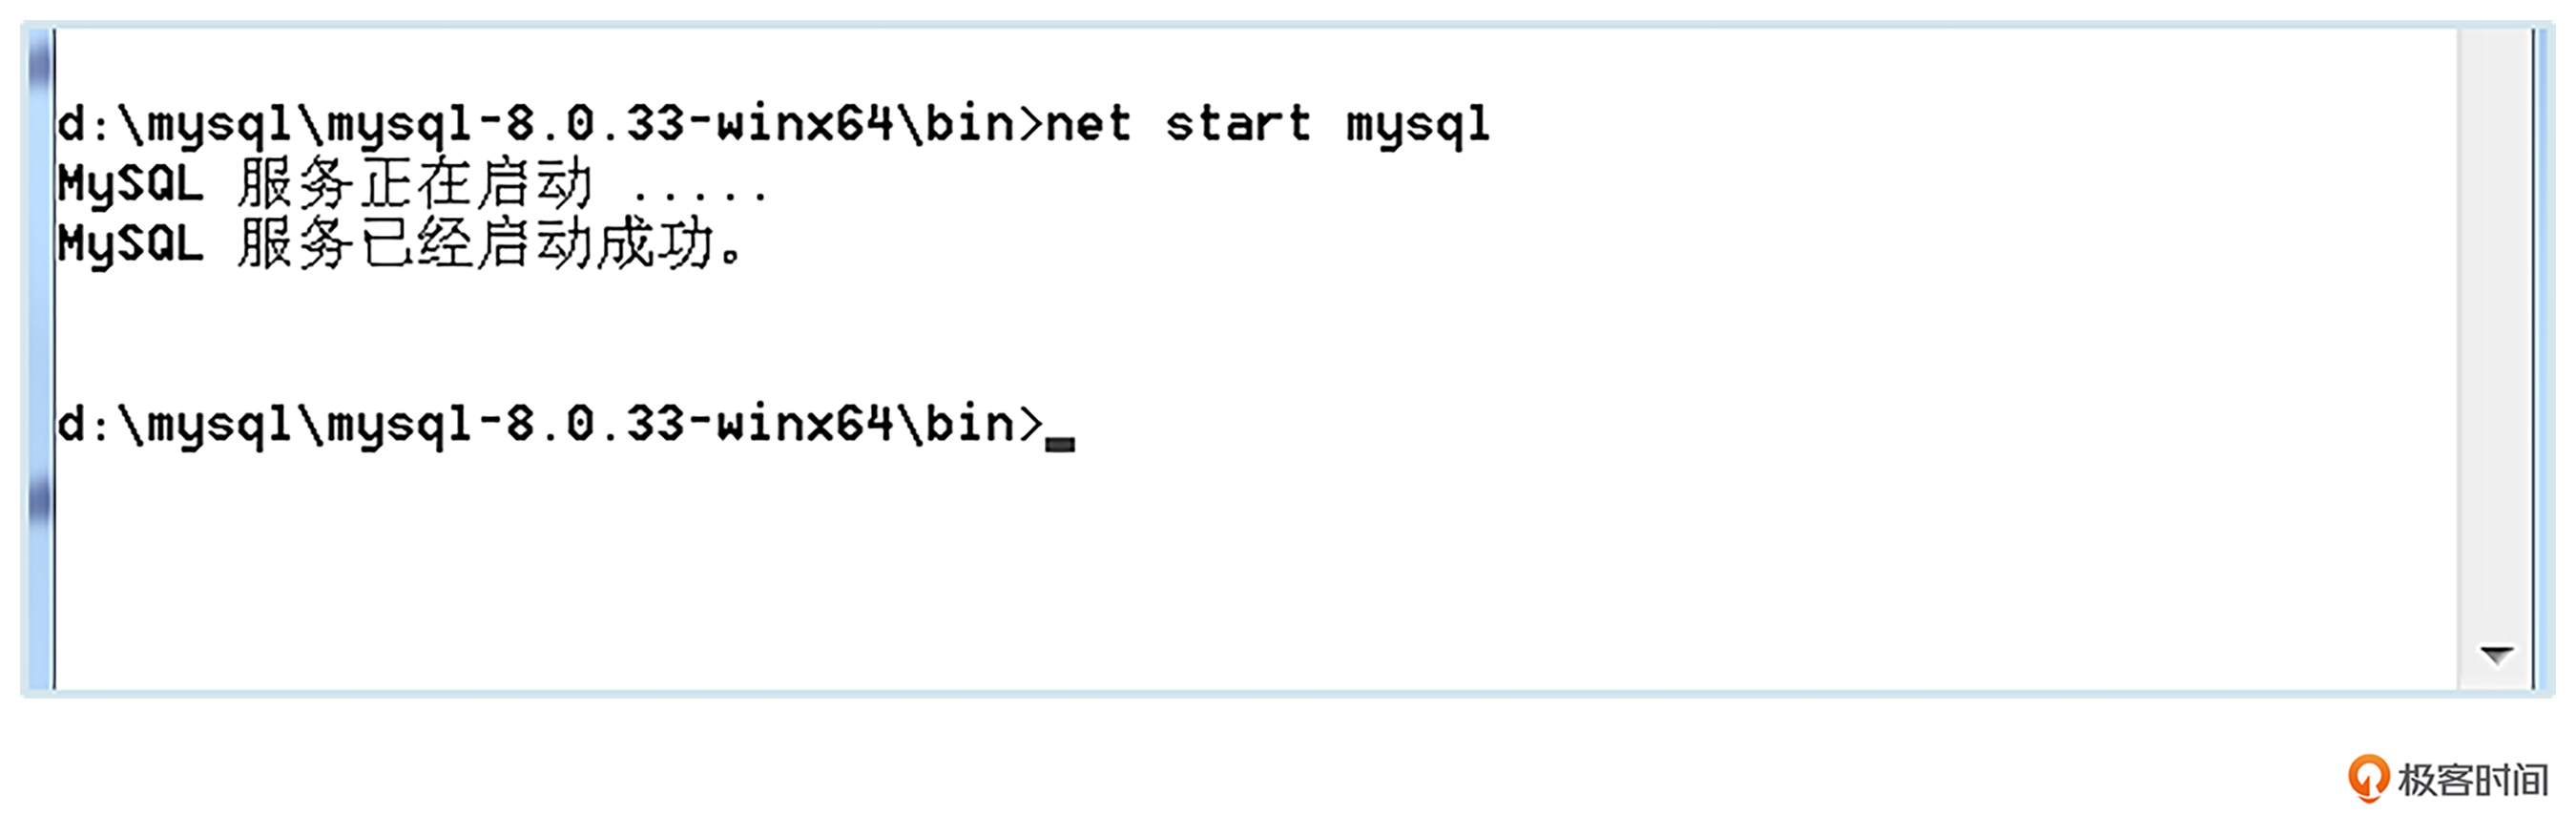 d:\mysql\mysql-8.0.33-winx64\bin>net start mysql
MySQL 服务正在启动 .....
MySQL 服务已经启动成功。
d:\mysql\mysql-8.0.33-winx64\bin>_
极客时间